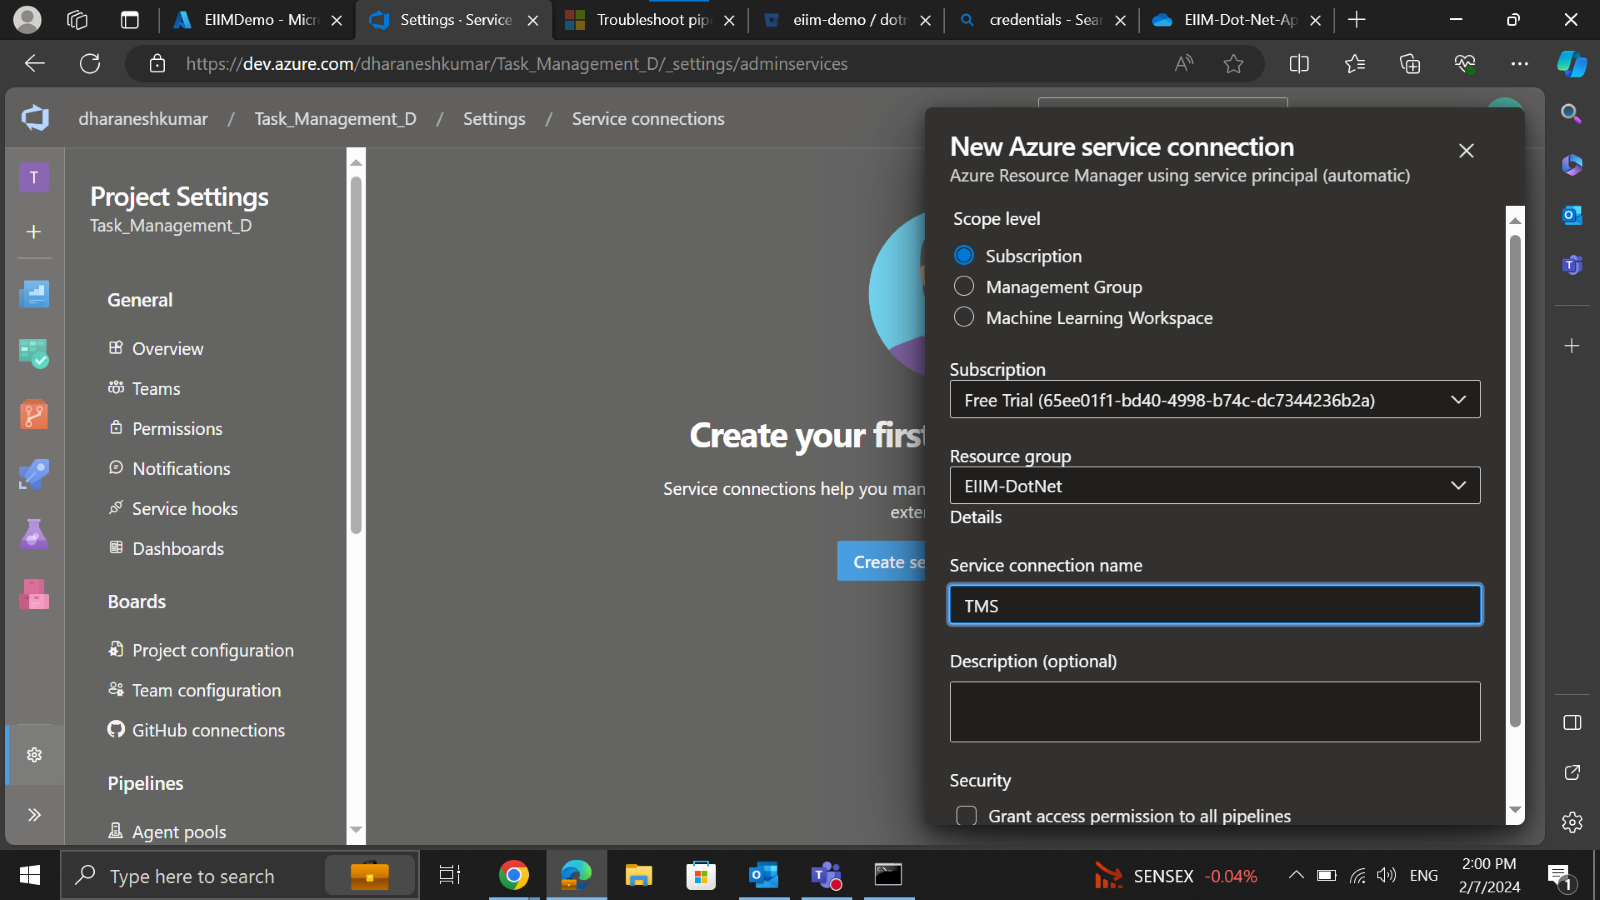 EIIMDemo - Micr
Settings · Service
Troubleshoot pip
eiim-demo / dotn
credentials - Sea
EIIM-Dot-Net-Ap
https://dev.azure.com/dharaneshkumar/Task_Management_D/_settings/adminservices
dharaneshkumar / Task_Management_D / Settings / Service connections
T
Project Settings
Task_Management_D
General
Overview
Teams
Permissions
Notifications
Service hooks
Dashboards
Boards
Project configuration
Team configuration
GitHub connections
Pipelines
Agent pools
Create your first
Service connections help you man
exte
Create se
New Azure service connection
Azure Resource Manager using service principal (automatic)
Scope level
Subscription
Management Group
Machine Learning Workspace
Subscription
Free Trial (65ee01f1-bd40-4998-b74c-dc7344236b2a)
Resource group
EIIM-DotNet
Details
Service connection name
TMS
Description (optional)
Security
Grant access permission to all pipelines
Type here to search
SENSEX -0.04%
ENG
2:00 PM
2/7/2024
1